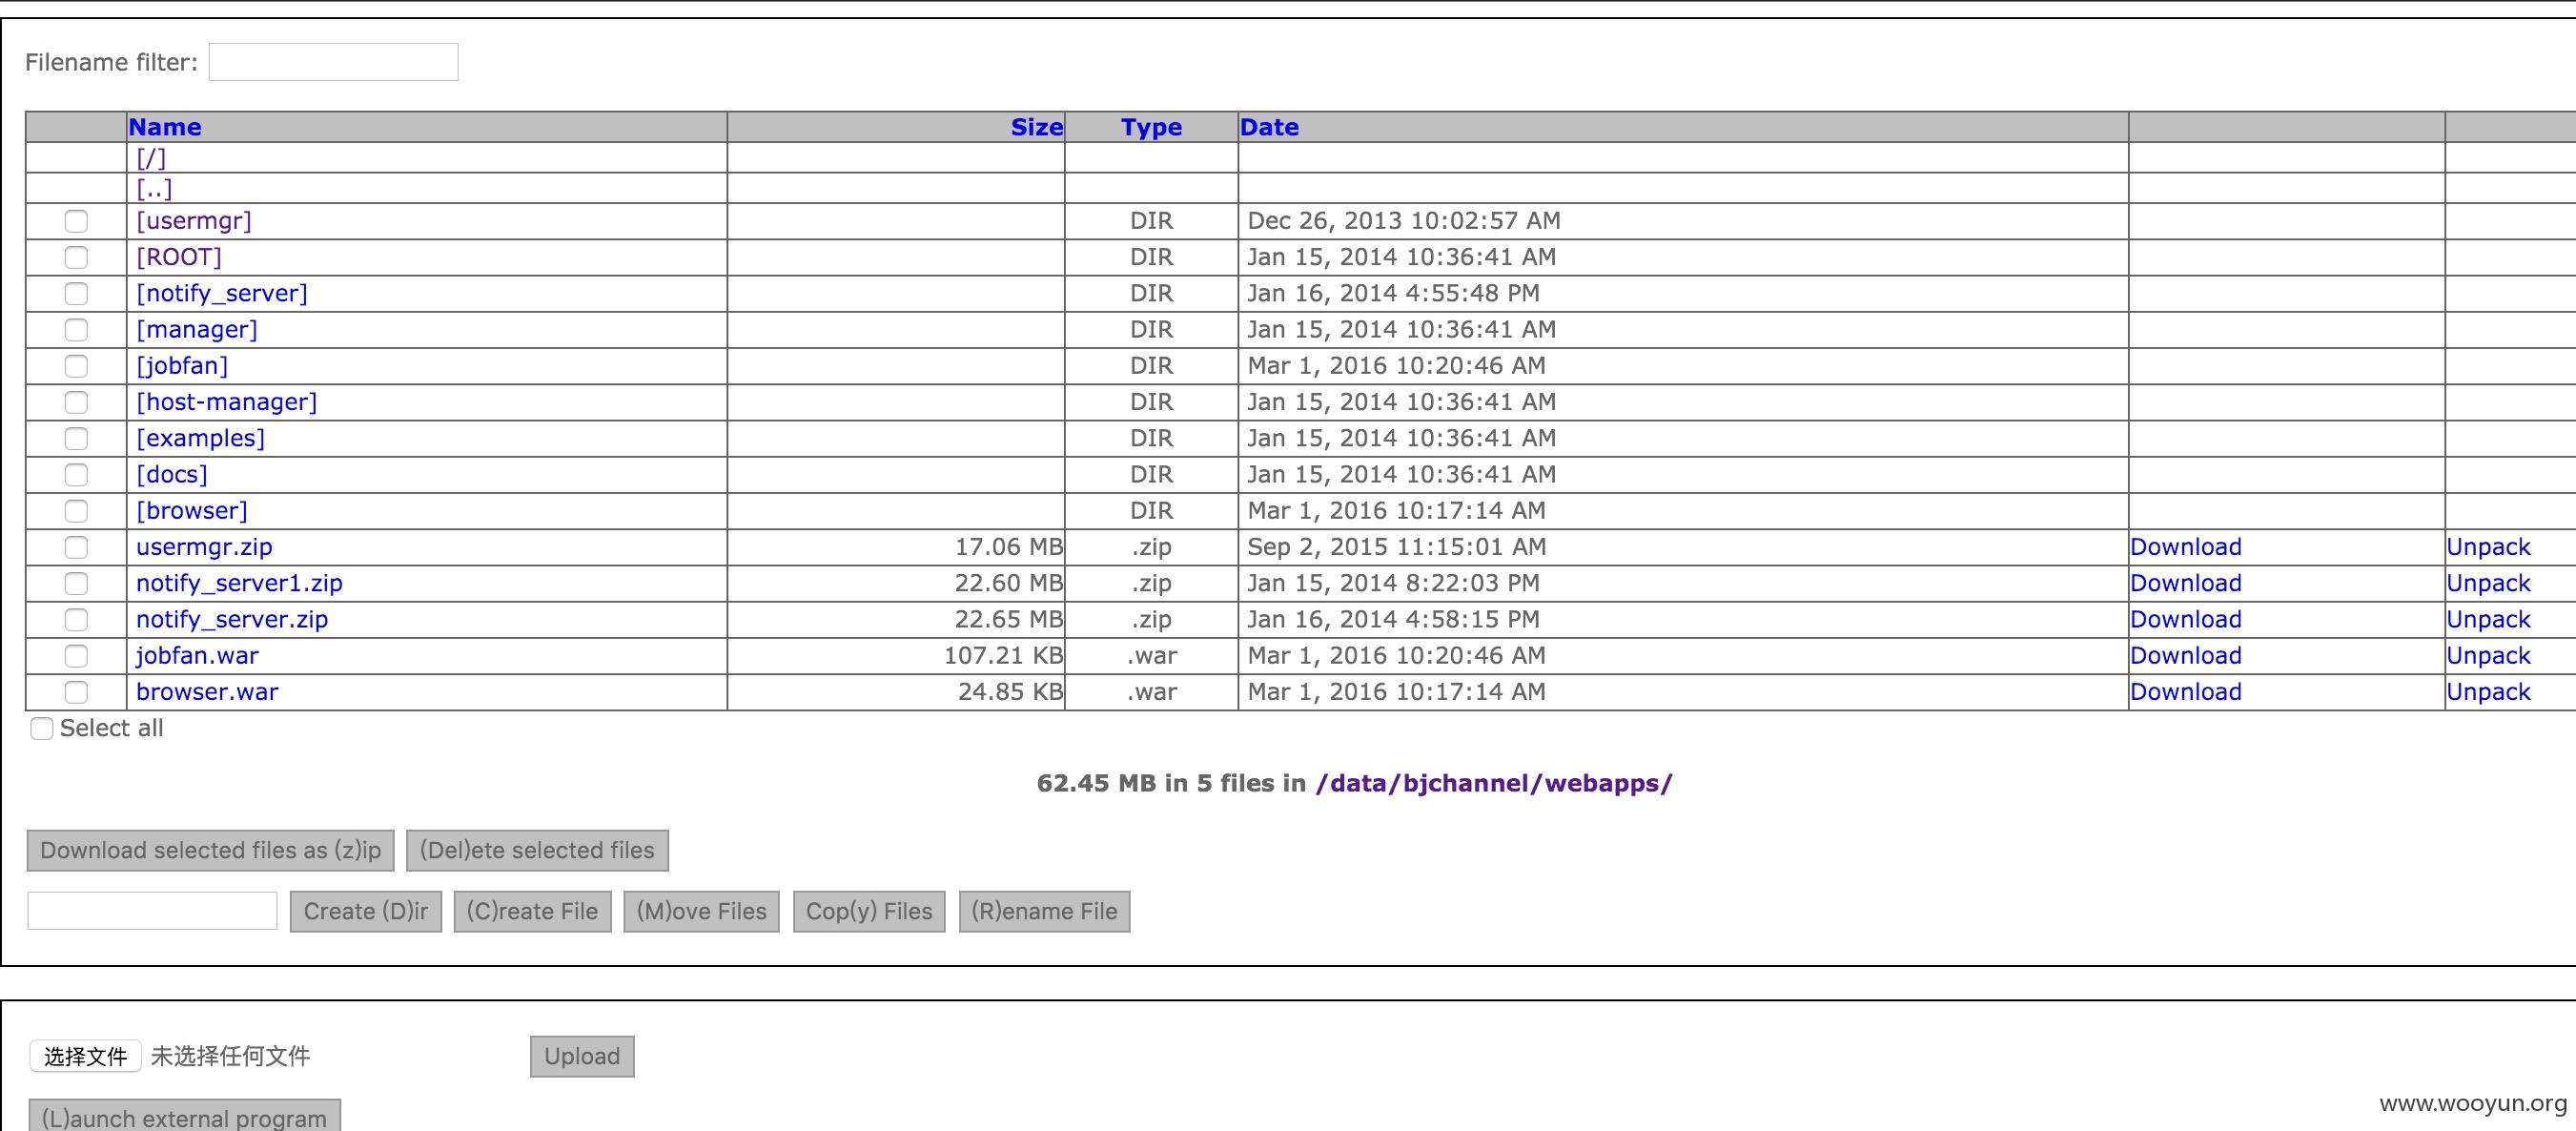 Filename filter:
Name Size Type Date
[/]
[..]
[usermgr] DIR Dec 26, 2013 10:02:57 AM
[ROOT] DIR Jan 15, 2014 10:36:41 AM
[notify_server] DIR Jan 16, 2014 4:55:48 PM
[manager] DIR Jan 15, 2014 10:36:41 AM
[jobfan] DIR Mar 1, 2016 10:20:46 AM
[host-manager] DIR Jan 15, 2014 10:36:41 AM
[examples] DIR Jan 15, 2014 10:36:41 AM
[docs] DIR Jan 15, 2014 10:36:41 AM
[browser] DIR Mar 1, 2016 10:17:14 AM
usermgr.zip 17.06 MB .zip Sep 2, 2015 11:15:01 AM Download Unpack
notify_server1.zip 22.60 MB .zip Jan 15, 2014 8:22:03 PM Download Unpack
notify_server.zip 22.65 MB .zip Jan 16, 2014 4:58:15 PM Download Unpack
jobfan.war 107.21 KB .war Mar 1, 2016 10:20:46 AM Download Unpack
browser.war 24.85 KB .war Mar 1, 2016 10:17:14 AM Download Unpack
Select all
62.45 MB in 5 files in /data/bjchannel/webapps/
Download selected files as (z)ip (Del)ete selected files
Create (D)ir (C)reate File (M)ove Files Cop(y) Files (R)ename File
选择文件 未选择任何文件 Upload
(L)aunch external program
www.wooyun.org